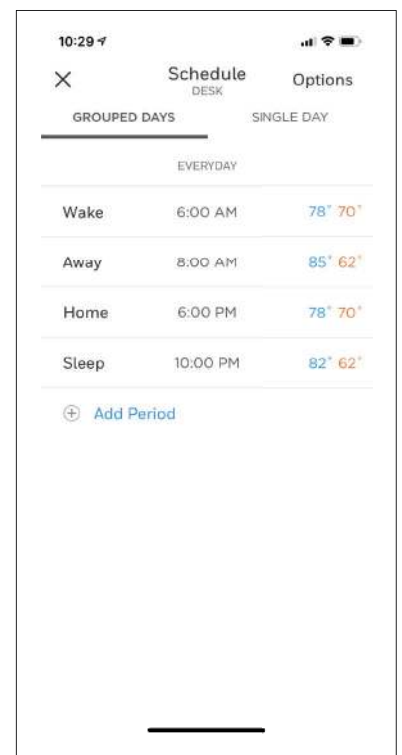 10:29
Schedule Options
DESK
GROUPED DAYS SINGLE DAY
EVERYDAY
Wake 6:00 AM 78° 70°
Away 8:00 AM 85° 62°
Home 6:00 PM 78° 70°
Sleep 10:00 PM 82° 62°
Add Period